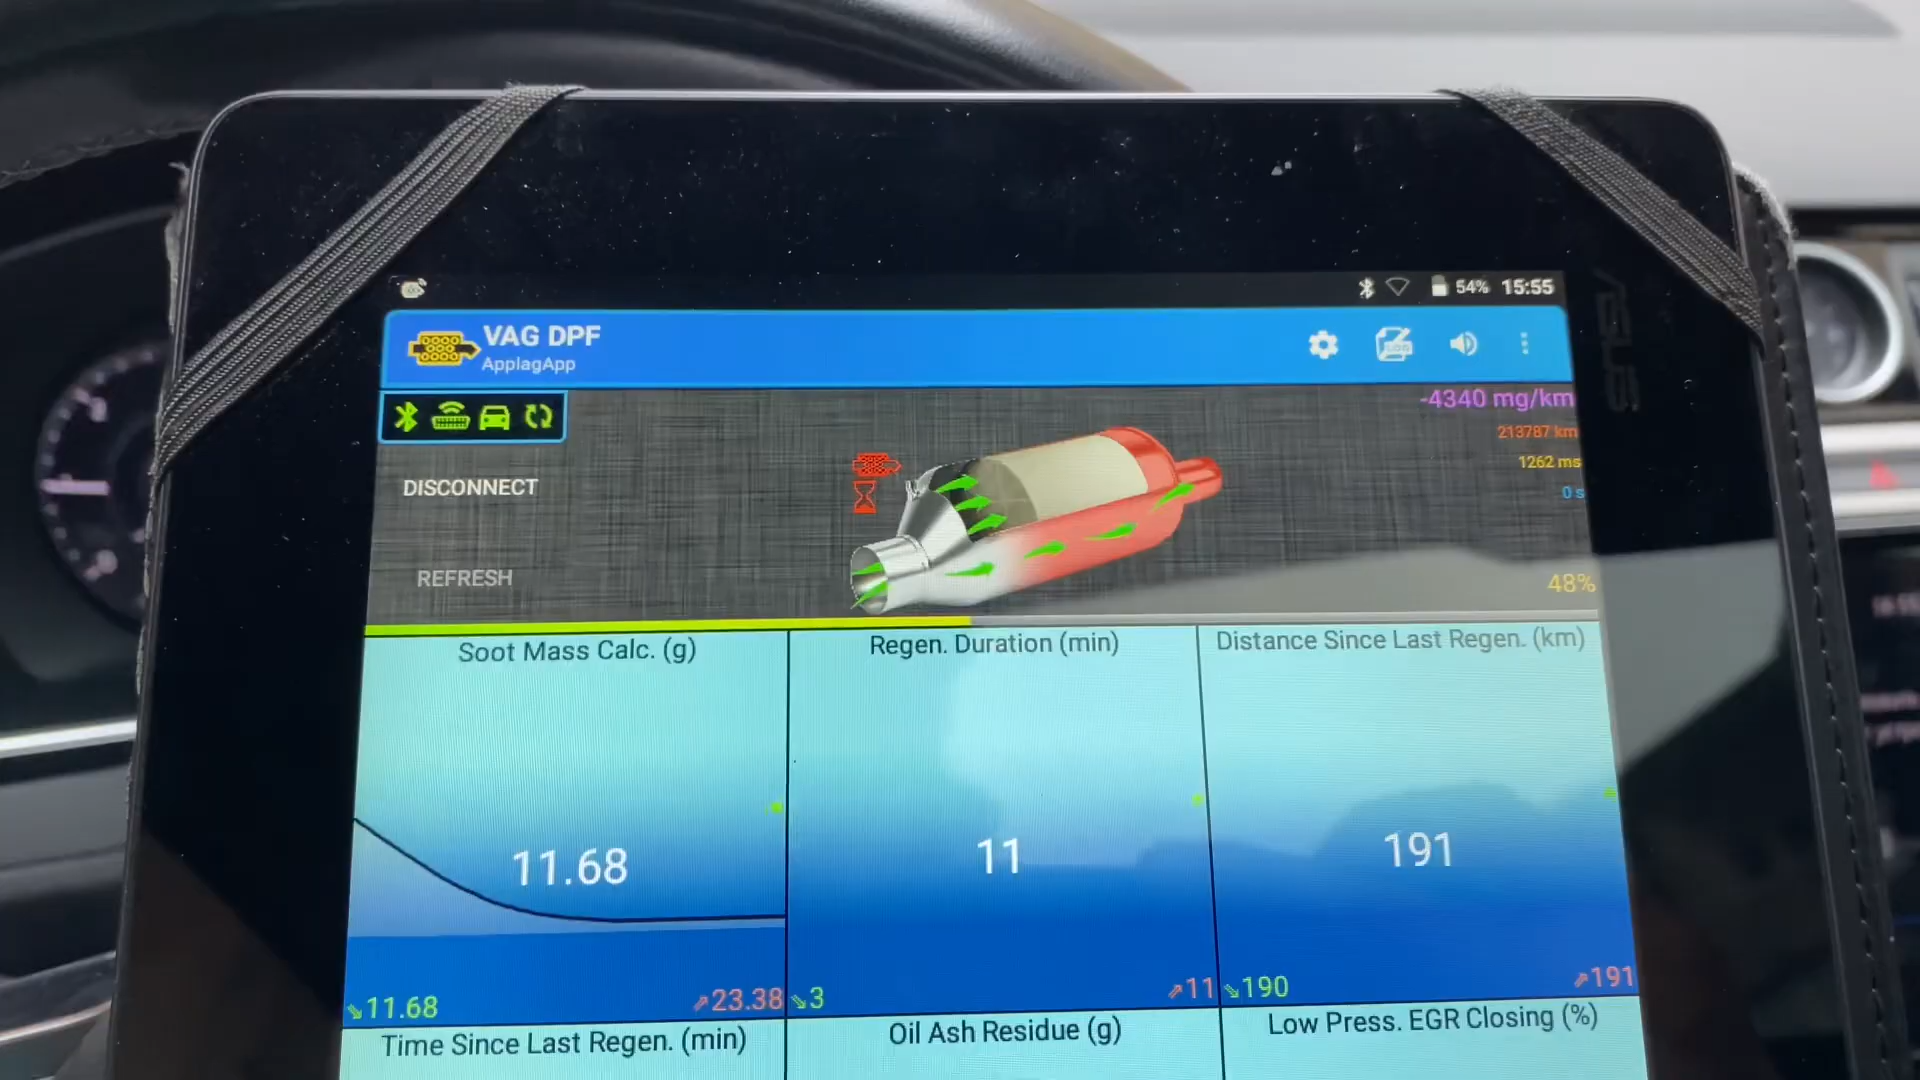 54% 15:55
VAG DPF
ApplagApp
-4340 mg/km
213787 km
1262 ms
0 s
DISCONNECT
REFRESH
48%
Soot Mass Calc. (g)
Regen. Duration (min)
Distance Since Last Regen. (km)
11.68
11
191
11.68
23.38
3
11
190
191
Time Since Last Regen. (min)
Oil Ash Residue (g)
Low Press. EGR Closing (%)
ASUS